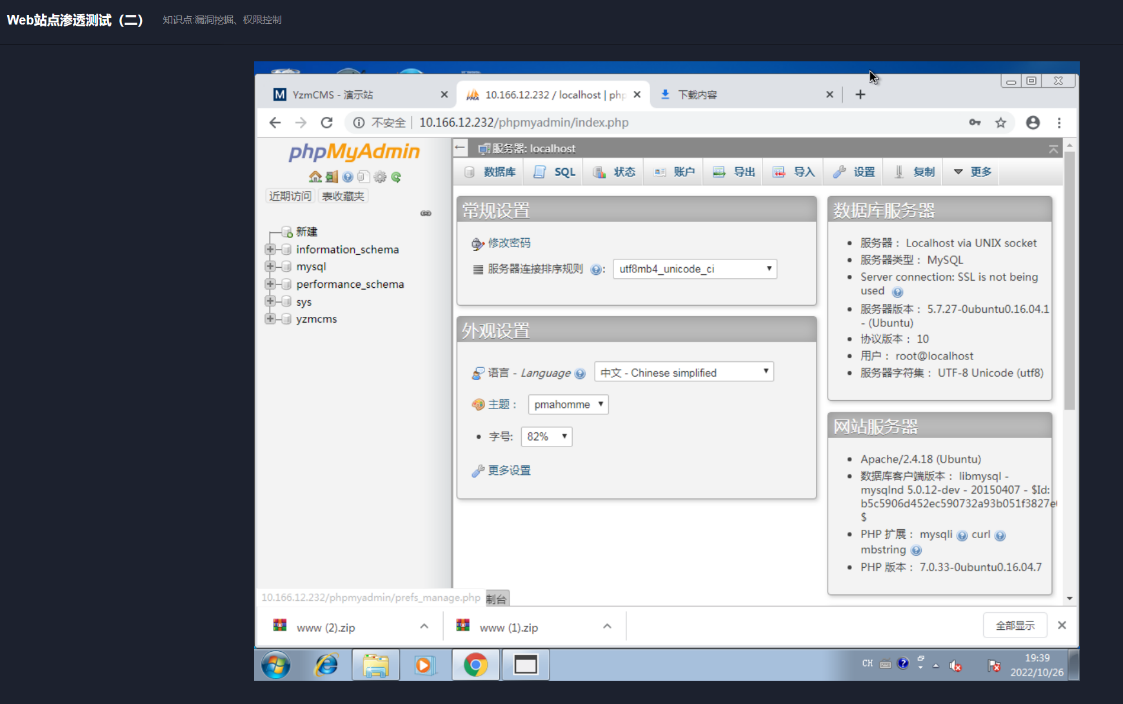 Web站点渗透测试（二） 知识点:漏洞挖掘、权限控制
YzmCMS - 演示站
10.166.12.232 / localhost | php
下载内容
不安全 10.166.12.232/phpmyadmin/index.php
phpMyAdmin
近期访问 表收藏夹
新建
information_schema
mysql
performance_schema
sys
yzmcms
服务器: localhost
数据库 SQL 状态 账户 导出 导入 设置 复制 更多
常规设置
修改密码
服务器连接排序规则 : utf8mb4_unicode_ci
外观设置
语言 - Language 中文 - Chinese simplified
主题： pmahomme
字号: 82%
更多设置
数据库服务器
服务器： Localhost via UNIX socket
服务器类型： MySQL
Server connection: SSL is not being
used
服务器版本： 5.7.27-0ubuntu0.16.04.1
- (Ubuntu)
协议版本： 10
用户： root@localhost
服务器字符集： UTF-8 Unicode (utf8)
网站服务器
Apache/2.4.18 (Ubuntu)
数据库客户端版本： libmysql -
mysqlnd 5.0.12-dev - 20150407 - $Id:
b5c5906d452ec590732a93b051f3827e
$
PHP 扩展： mysqli curl
mbstring
PHP 版本： 7.0.33-0ubuntu0.16.04.7
10.166.12.232/phpmyadmin/prefs_manage.php 制台
www (2).zip
www (1).zip
全部显示
CH
19:39
2022/10/26